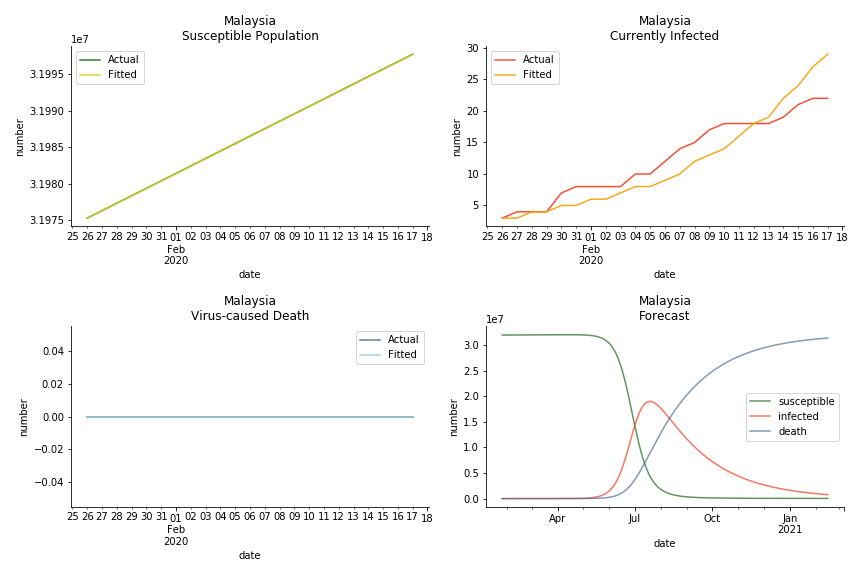 Malaysia
Susceptible Population
1e7
Actual
Fitted
3.1995
3.1990
3.1985
3.1980
3.1975
number
25 26 27 28 29 30 31 01 02 03 04 05 06 07 08 09 10 11 12 13 14 15 16 17 18
Feb
2020
date
Malaysia
Currently Infected
Actual
Fitted
30
25
20
15
10
5
number
25 26 27 28 29 30 31 01 02 03 04 05 06 07 08 09 10 11 12 13 14 15 16 17 18
Feb
2020
date
Malaysia
Virus-caused Death
Actual
Fitted
0.04
0.02
0.00
−0.02
−0.04
number
25 26 27 28 29 30 31 01 02 03 04 05 06 07 08 09 10 11 12 13 14 15 16 17 18
Feb
2020
date
Malaysia
Forecast
1e7
3.0
2.5
2.0
1.5
1.0
0.5
0.0
number
susceptible
infected
death
Apr Jul Oct Jan
2021
date